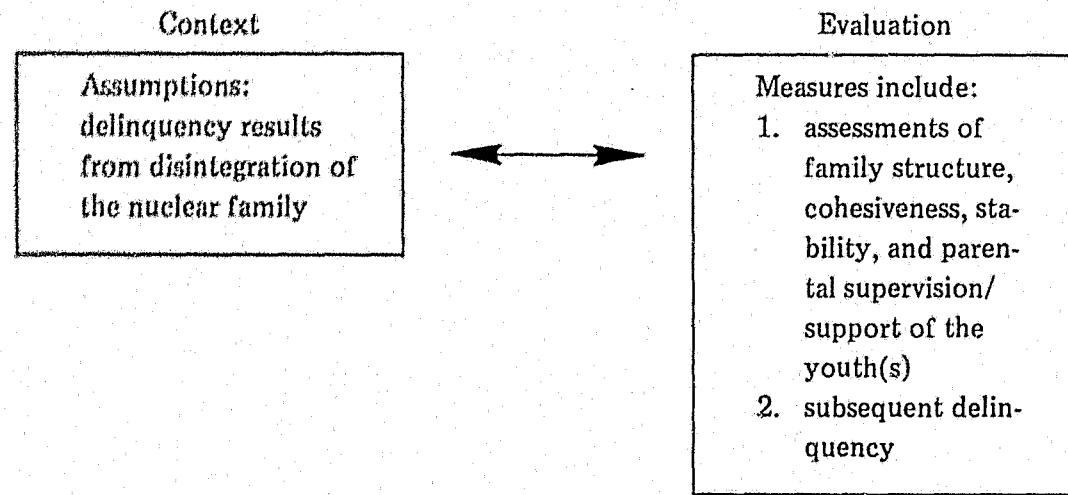 Context
Assumptions:
delinquency results
from disintegration of
the nuclear family
Evaluation
Measures include:
1. assessments of
family structure,
cohesiveness, sta-
bility, and paren-
tal supervision/
support of the
youth(s)
2. subsequent delin-
quency